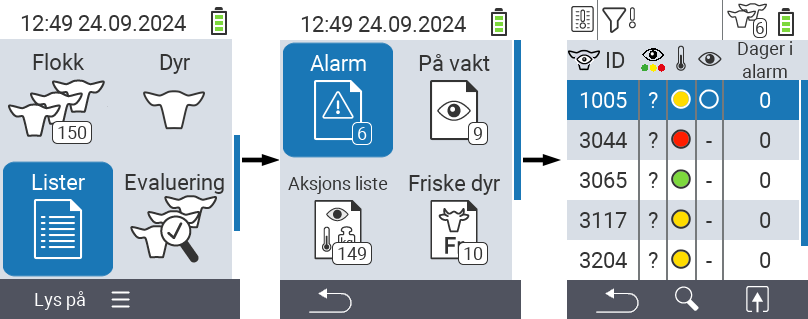 12:49 24.09.2024
Flokk
Dyr
150
Lister
Evaluering
Lys på
12:49 24.09.2024
Alarm
På vakt
6
9
Aksjons liste
Friske dyr
149
Fr
10
6
ID
Dager i
alarm
1005 ? 0
3044 ? - 0
3065 ? - 0
3117 ? - 0
3204 ? - 0